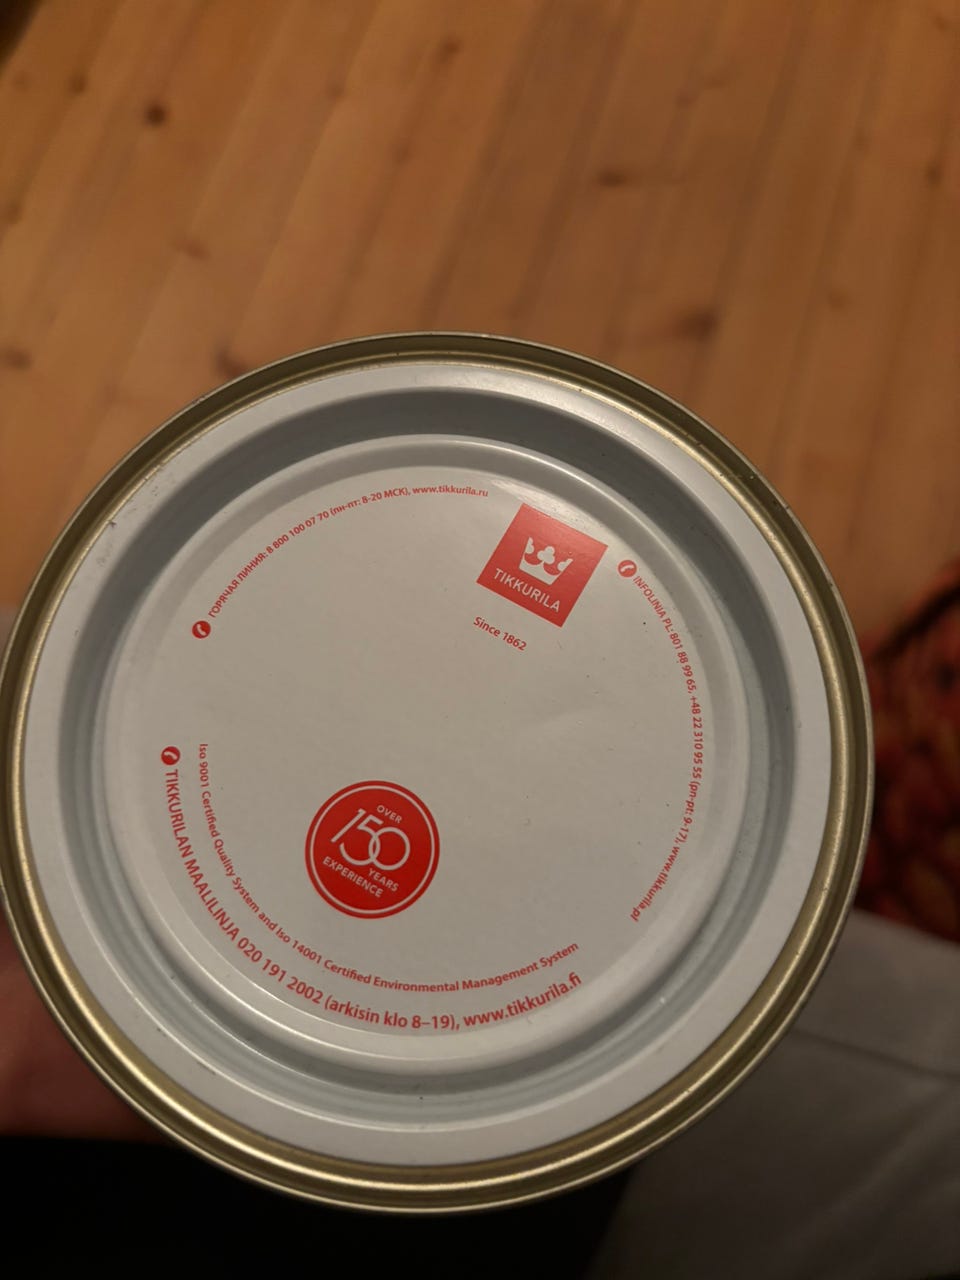 ГОРЯЧАЯ ЛИНИЯ: 8 800 100 07 70 (пн-пт: 8-20 МСК), www.tikkurila.ru
TIKKURILA
Since 1862
INFOLINIA PL: 801 88 99 65, +48 22 310 95 55 (pn-pt: 9-17), www.tikkurila.pl
OVER
150
YEARS
EXPERIENCE
Iso 9001 Certified Quality System and Iso 14001 Certified Environmental Management System
TIKKURILAN MAALILINJA 020 191 2002 (arkisin klo 8–19), www.tikkurila.fi